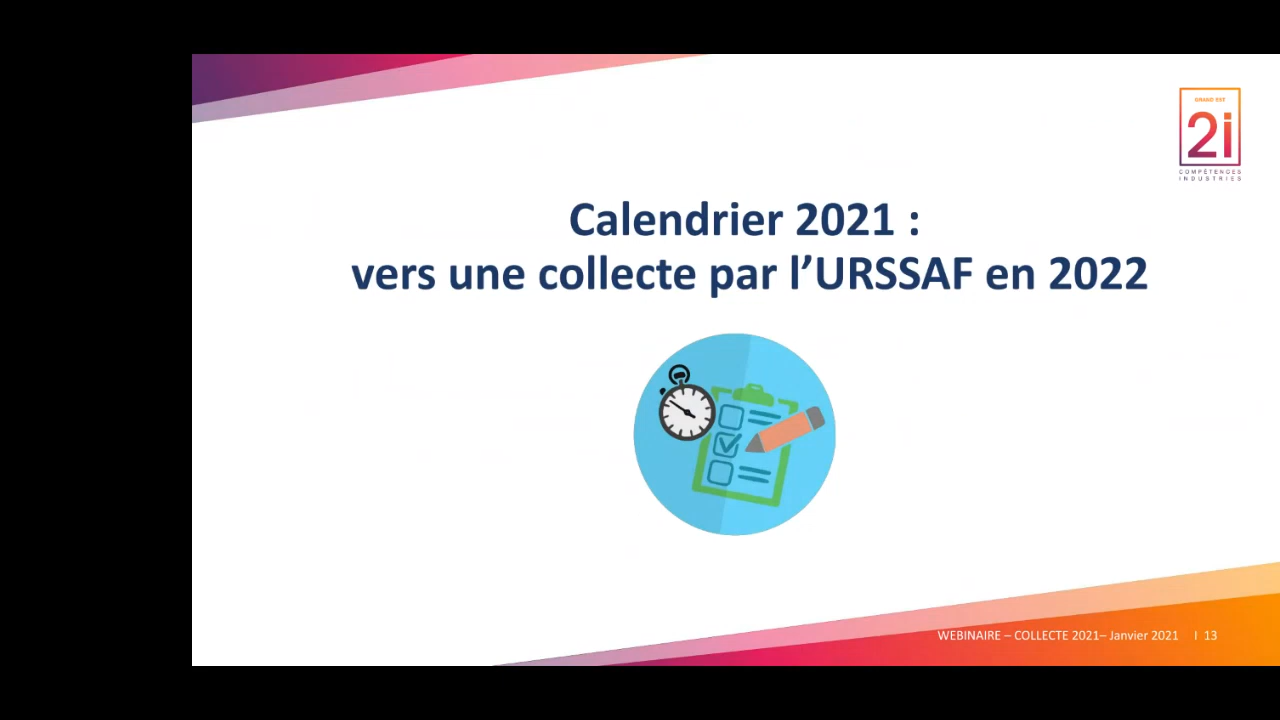 GRAND EST
2i
COMPÉTENCES
INDUSTRIES
Calendrier 2021 :
vers une collecte par l’URSSAF en 2022
WEBINAIRE – COLLECTE 2021– Janvier 2021 I 13